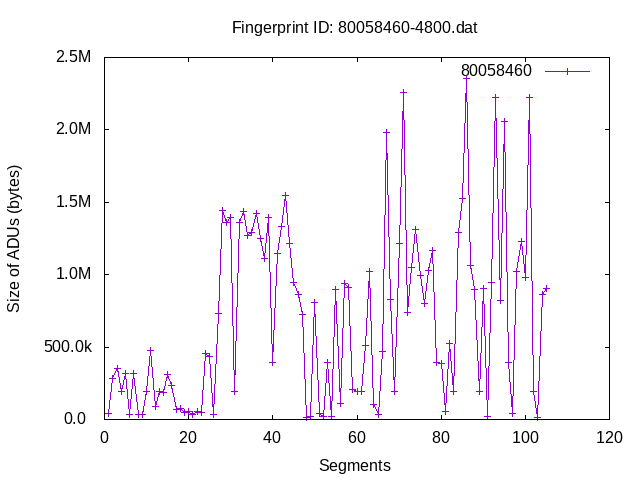 Fingerprint ID: 80058460-4800.dat
80058460
2.5M
2.0M
1.5M
1.0M
500.0k
0.0
0 20 40 60 80 100 120
Size of ADUs (bytes)
Segments